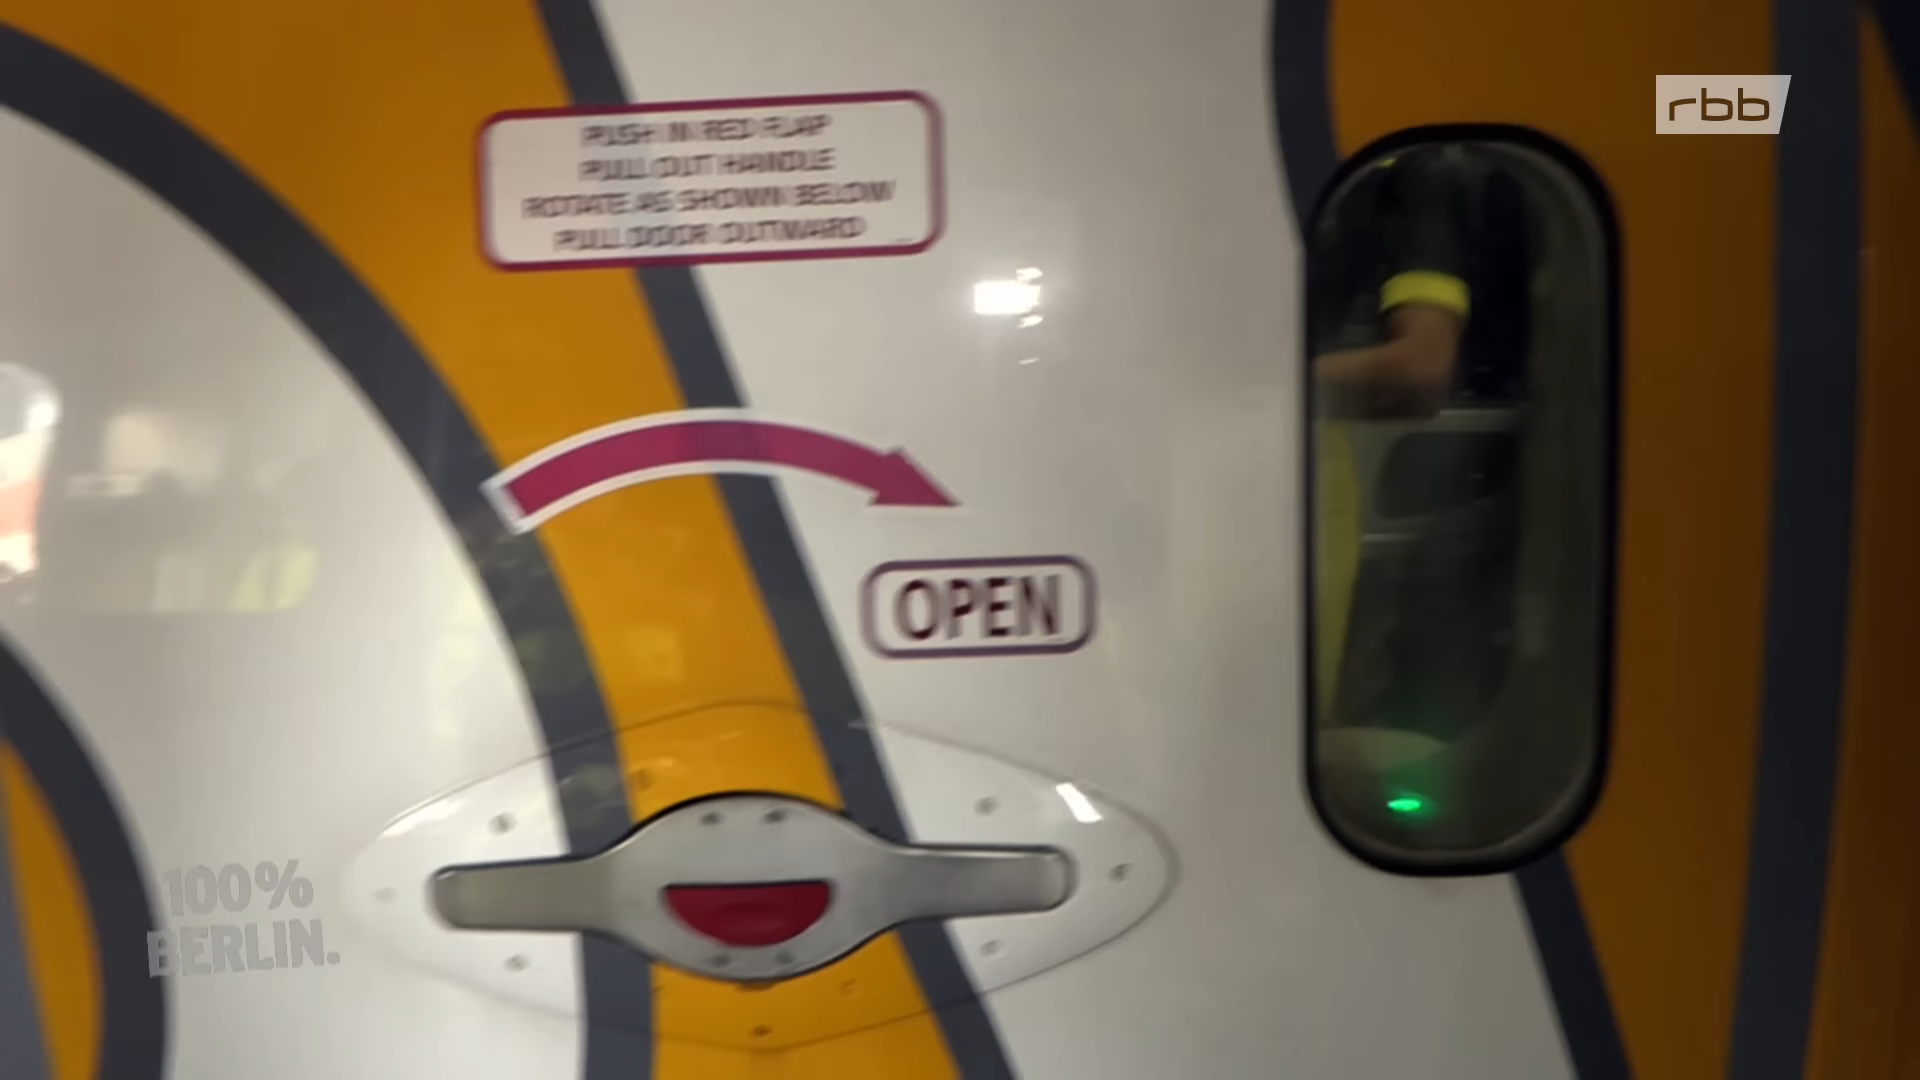 rbb
PUSH IN RED FLAP
PULL OUT HANDLE
ROTATE AS SHOWN BELOW
PULL DOOR OUTWARD
OPEN
100%
BERLIN.